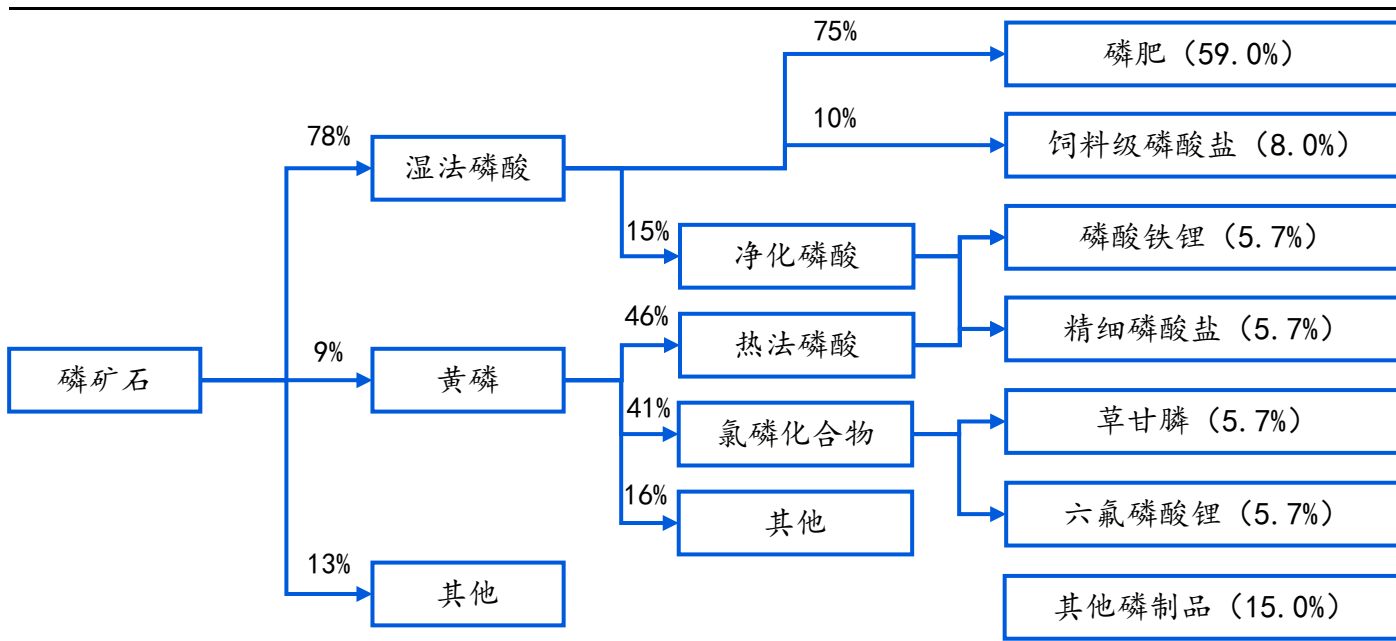 75%
磷肥 (59.0%)
78%
湿法磷酸
10%
饲料级磷酸盐 (8.0%)
15%
净化磷酸
磷酸铁锂 (5.7%)
46%
热法磷酸
精细磷酸盐 (5.7%)
磷矿石
9%
黄磷
41%
氯磷化合物
草甘膦 (5.7%)
16%
其他
六氟磷酸锂 (5.7%)
13%
其他
其他磷制品 (15.0%)